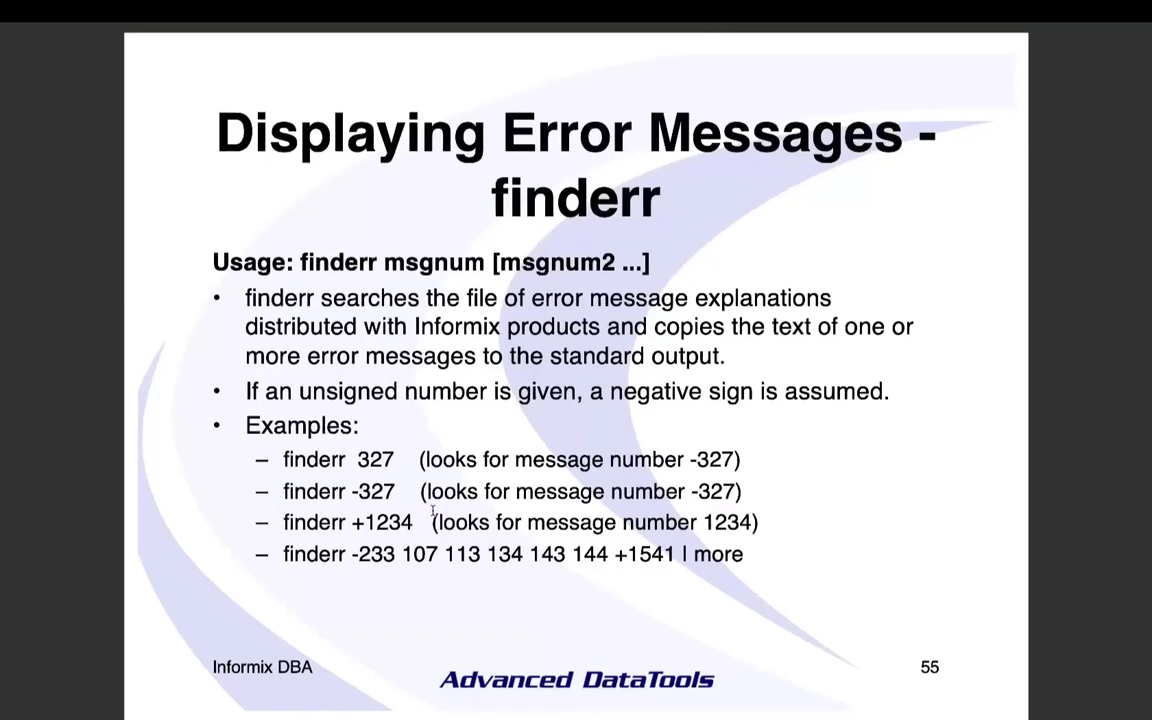 Displaying Error Messages -
finderr
Usage: finderr msgnum [msgnum2 ...]
• finderr searches the file of error message explanations
distributed with Informix products and copies the text of one or
more error messages to the standard output.
• If an unsigned number is given, a negative sign is assumed.
• Examples:
– finderr 327 (looks for message number -327)
– finderr -327 (looks for message number -327)
– finderr +1234 (looks for message number 1234)
– finderr -233 107 113 134 143 144 +1541 | more
Informix DBA
Advanced DataTools
55